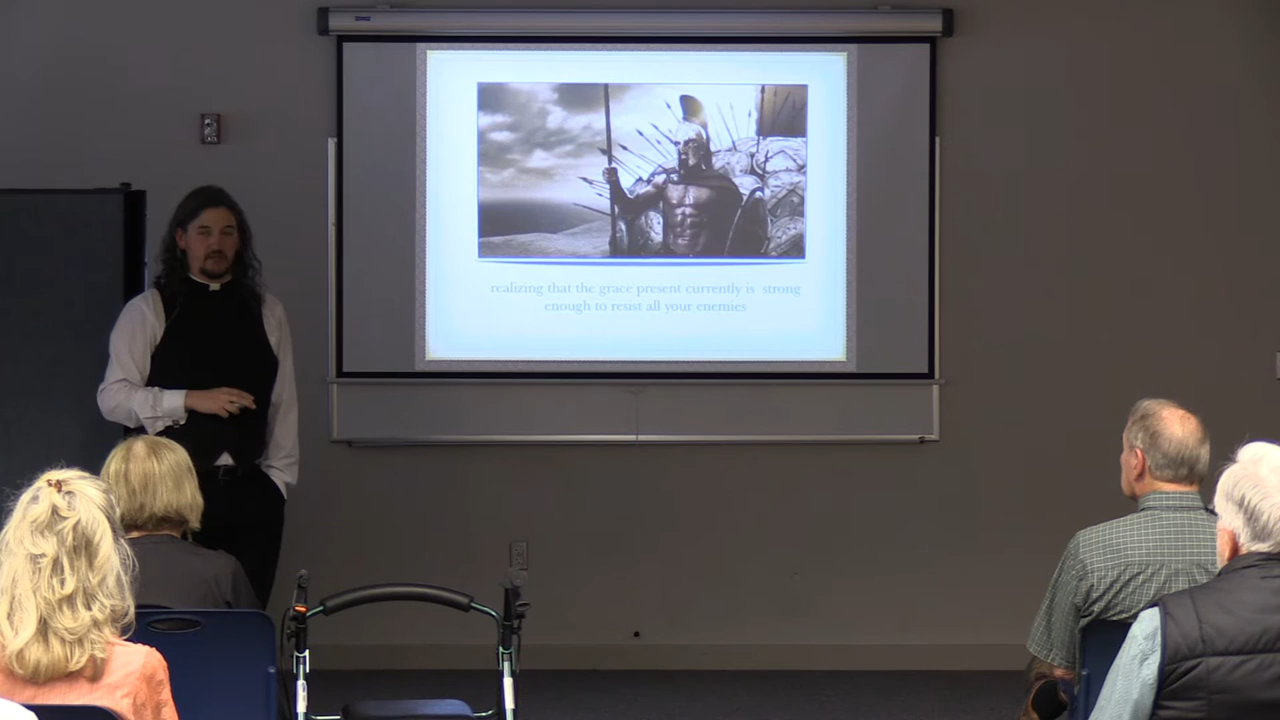 realizing that the grace present currently is strong
enough to resist all your enemies